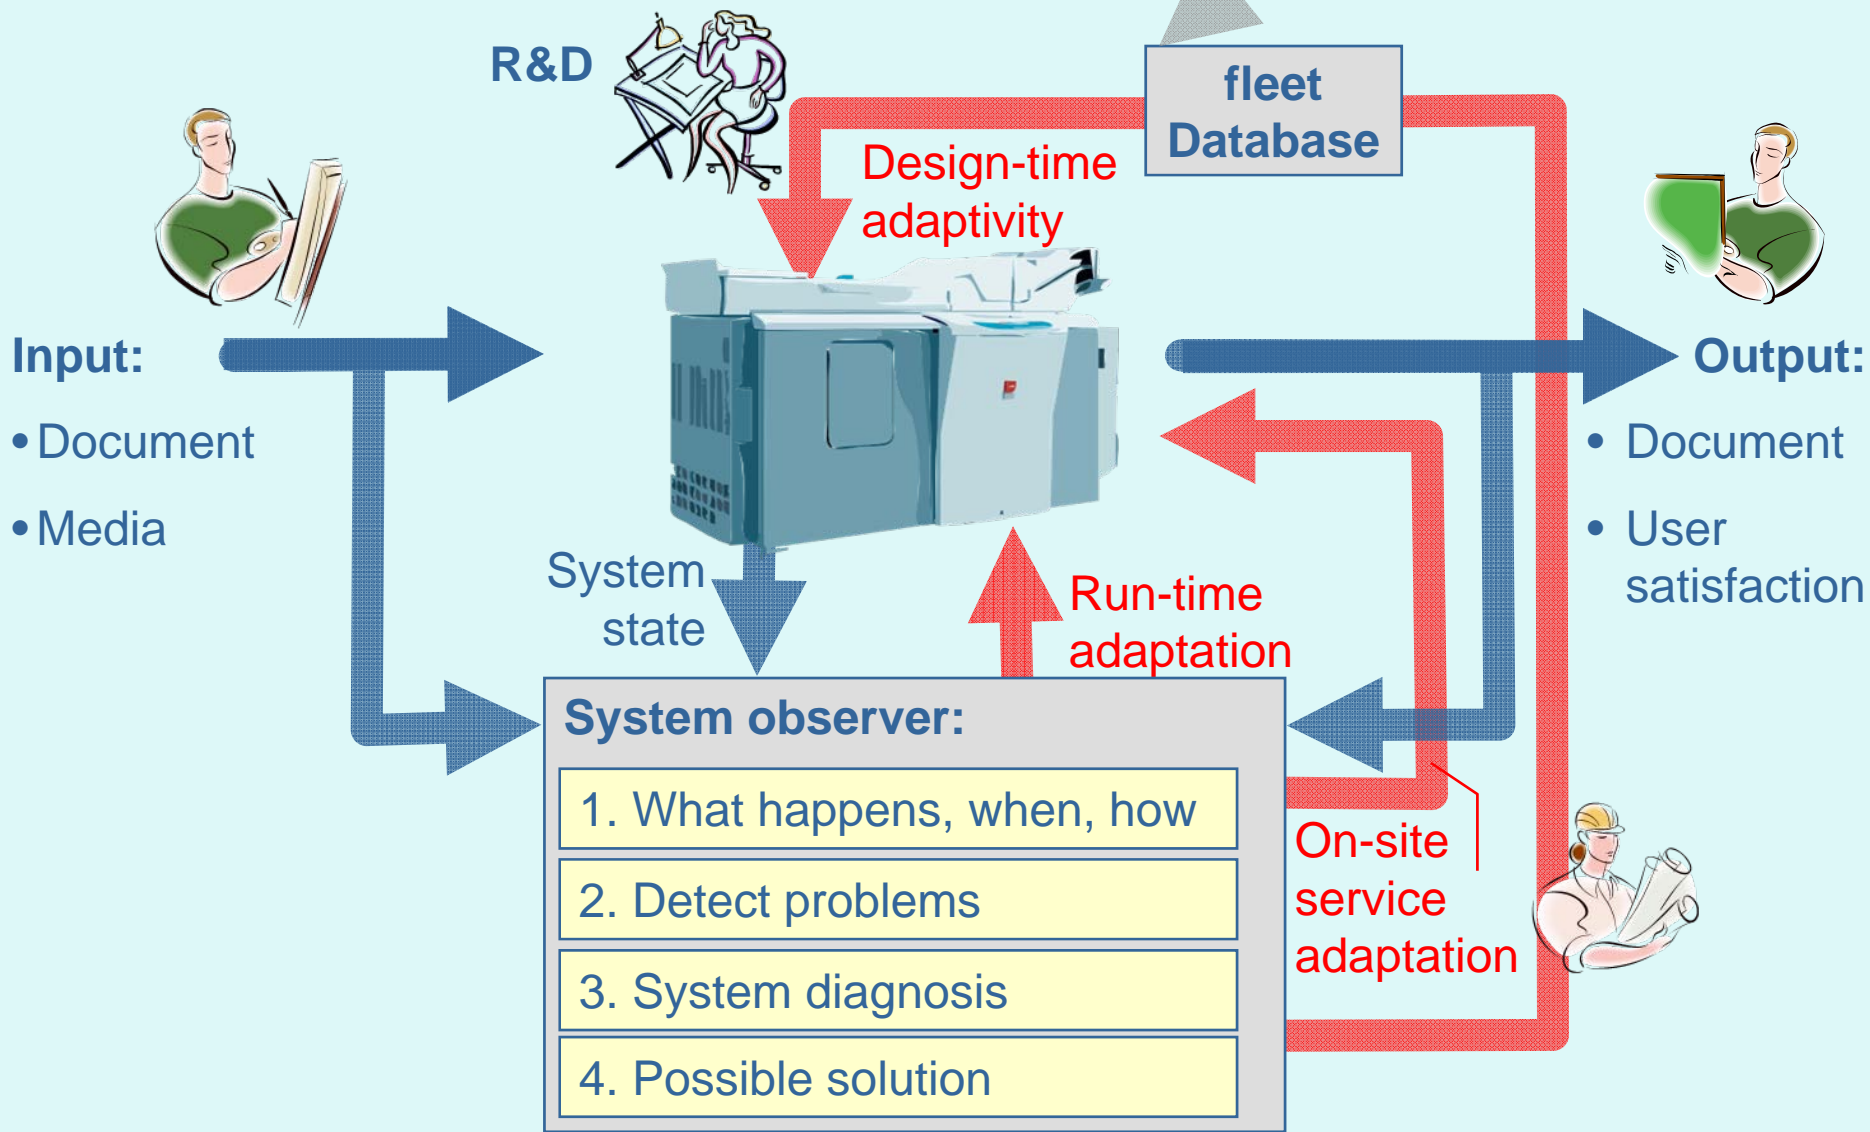 R&D
fleet
Database
Design-time
adaptivity
Input:
• Document
• Media
Output:
• Document
• User
satisfaction
System
state
Run-time
adaptation
System observer:
1. What happens, when, how
2. Detect problems
3. System diagnosis
4. Possible solution
On-site
service
adaptation